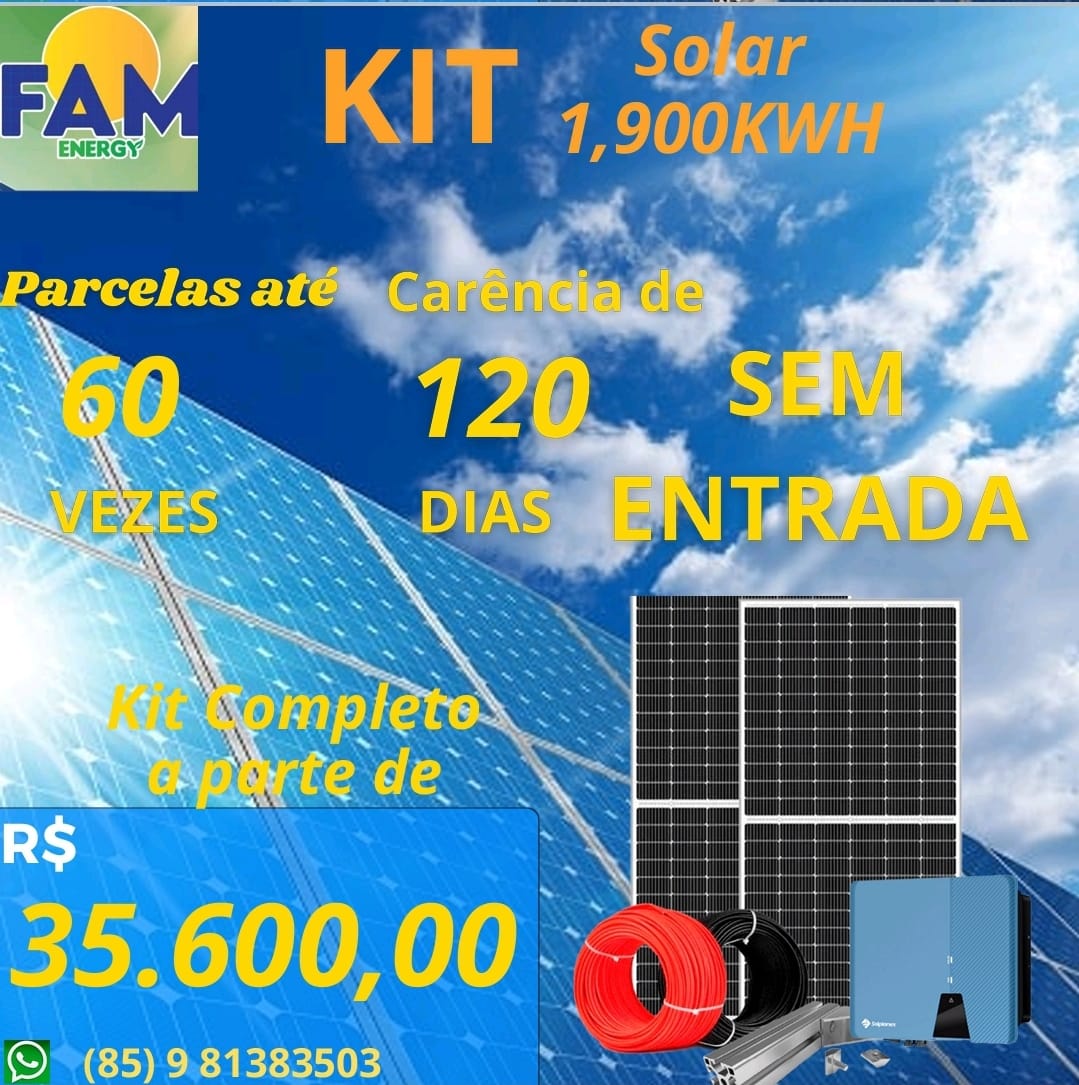 FAM
ENERGY
KIT
Solar
1,900KWH
Parcelas até
60
VEZES
Carência de
120
DIAS
SEM
ENTRADA
Kit Completo
a parte de
R$
35.600,00
Solplanet
(85) 9 81383503